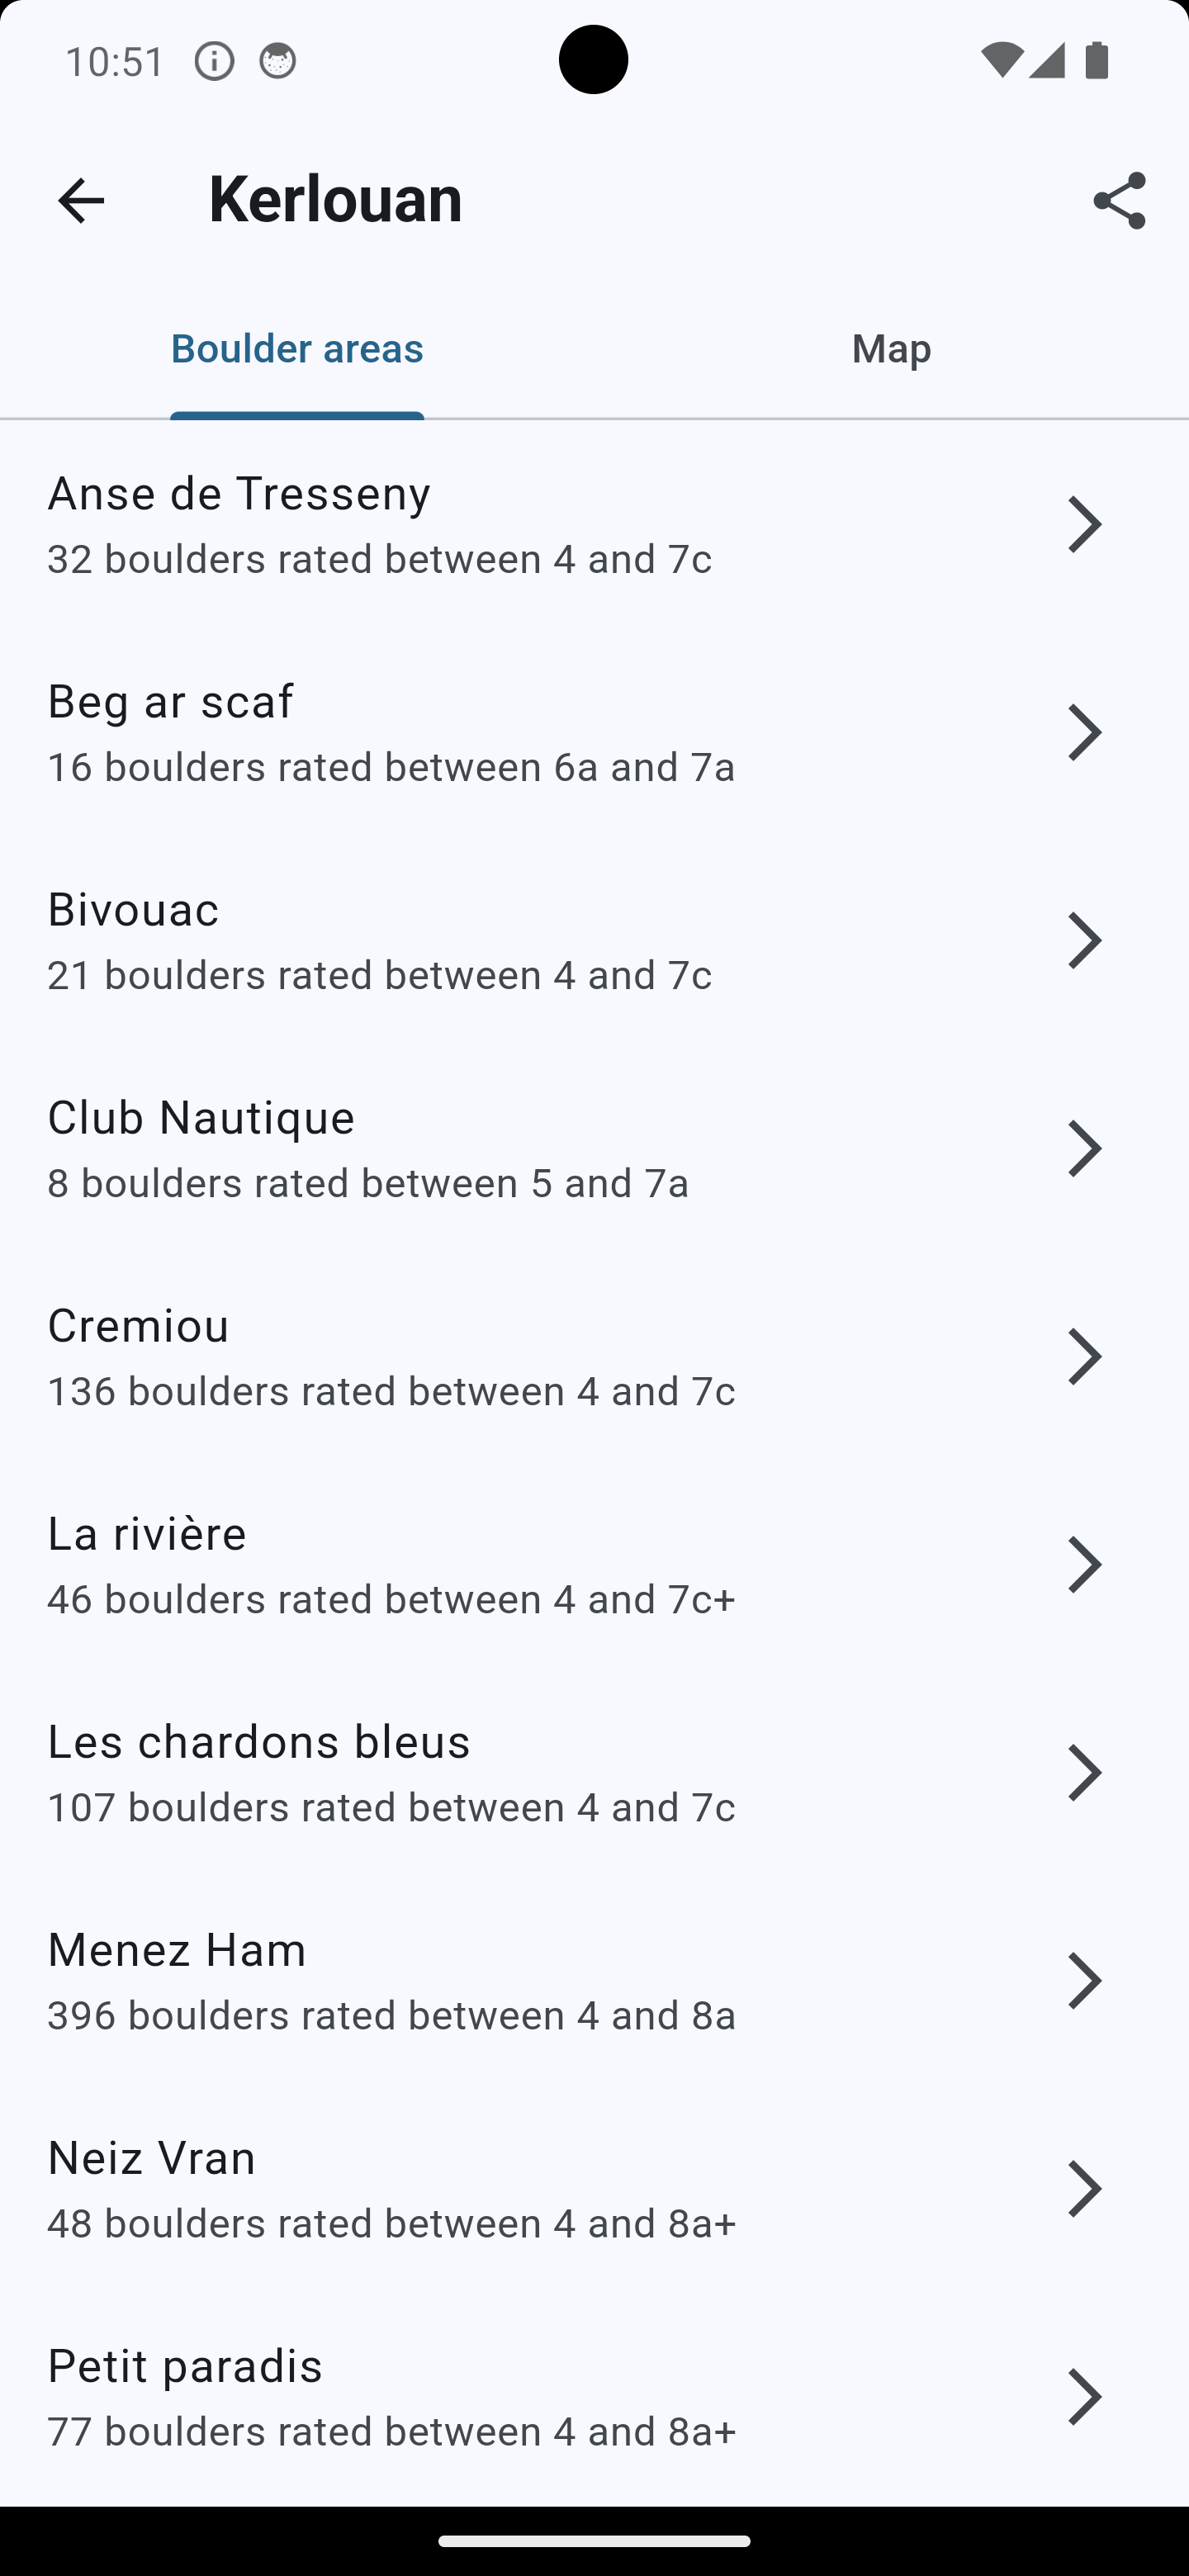 10:51
Kerlouan
Boulder areas
Map
Anse de Tresseny
32 boulders rated between 4 and 7c
Beg ar scaf
16 boulders rated between 6a and 7a
Bivouac
21 boulders rated between 4 and 7c
Club Nautique
8 boulders rated between 5 and 7a
Cremiou
136 boulders rated between 4 and 7c
La rivière
46 boulders rated between 4 and 7c+
Les chardons bleus
107 boulders rated between 4 and 7c
Menez Ham
396 boulders rated between 4 and 8a
Neiz Vran
48 boulders rated between 4 and 8a+
Petit paradis
77 boulders rated between 4 and 8a+